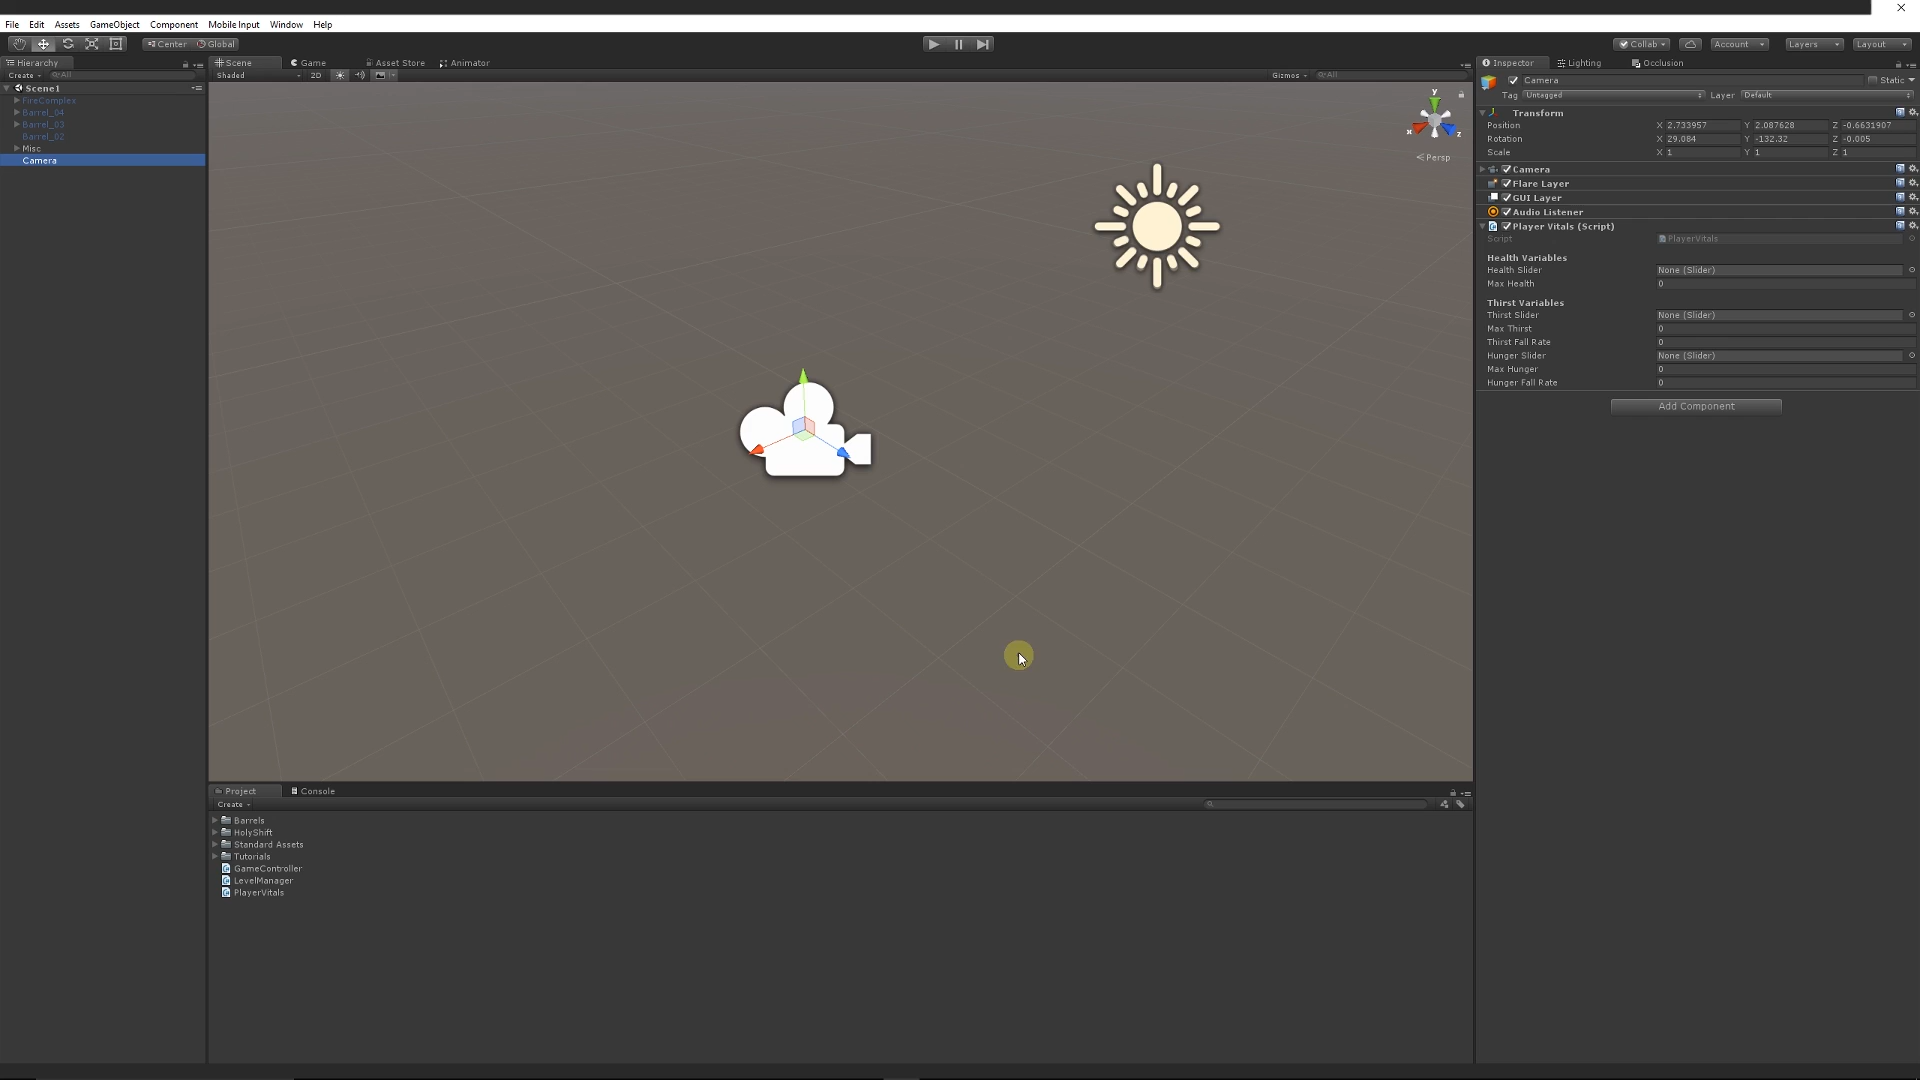 File Edit Assets GameObject Component Mobile Input Window Help
Center Global Collab Account Layers Layout
Hierarchy
Create All
Scene1
FireComplex
Barrel_04
Barrel_03
Barrel_02
Misc
Camera
Scene Game Asset Store Animator
Shaded 2D Gizmos All
y
x z
Persp
Project Console
Create
Barrels
HolyShift
Standard Assets
Tutorials
GameController
LevelManager
PlayerVitals
Inspector Lighting Occlusion
Camera Static
Tag Untagged Layer Default
Transform
Position X 2.733957 Y 2.087628 Z -0.6631907
Rotation X 29.084 Y -132.32 Z -0.005
Scale X 1 Y 1 Z 1
Camera
Flare Layer
GUI Layer
Audio Listener
Player Vitals (Script)
Script PlayerVitals
Health Variables
Health Slider None (Slider)
Max Health 0
Thirst Variables
Thirst Slider None (Slider)
Max Thirst 0
Thirst Fall Rate 0
Hunger Slider None (Slider)
Max Hunger 0
Hunger Fall Rate 0
Add Component